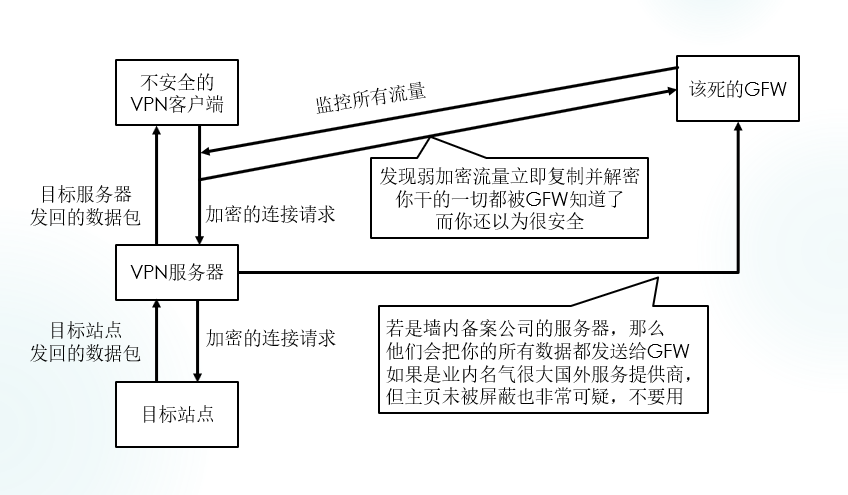 不安全的
VPN客户端
监控所有流量
该死的GFW
发现弱加密流量立即复制并解密
你干的一切都被GFW知道了
而你还以为很安全
目标服务器
发回的数据包
加密的连接请求
VPN服务器
目标站点
发回的数据包
加密的连接请求
若是墙内备案公司的服务器，那么
他们会把你的所有数据都发送给GFW
如果是业内名气很大国外服务提供商，
但主页未被屏蔽也非常可疑，不要用
目标站点